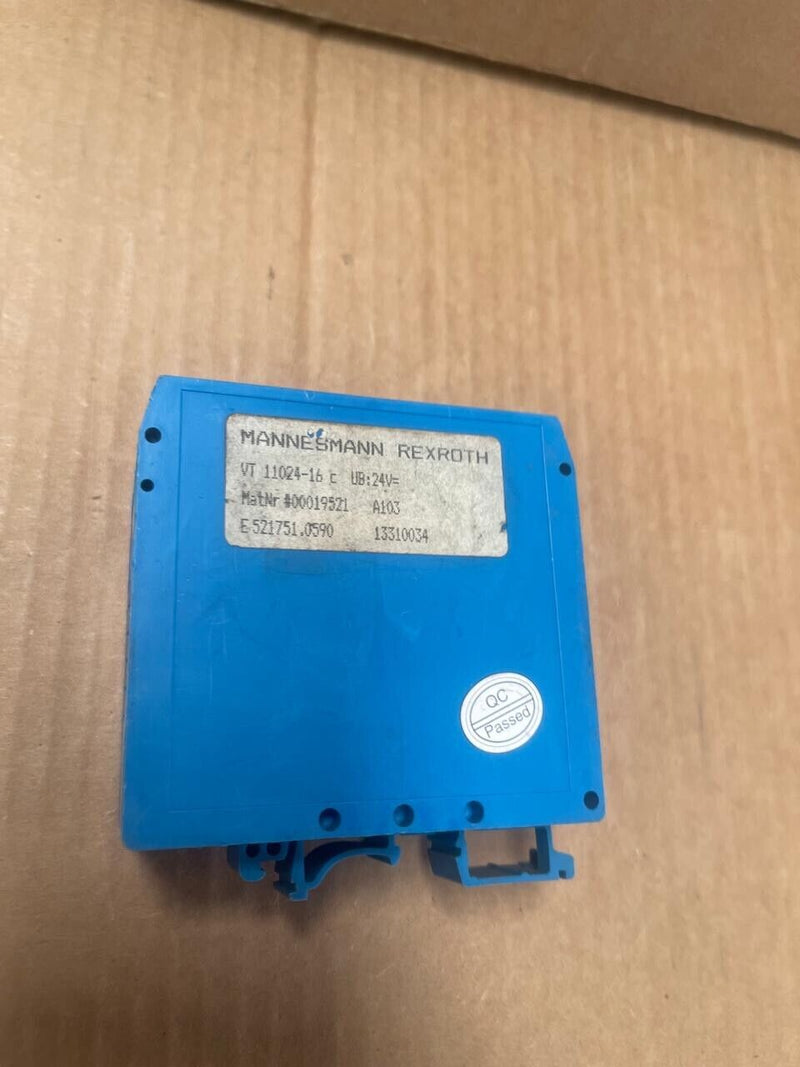 MANNESMANN REXROTH
VT 11024-16 c UB:24V=
MatNr #00019521 A103
E 521751.0590 13310034
QC
Passed